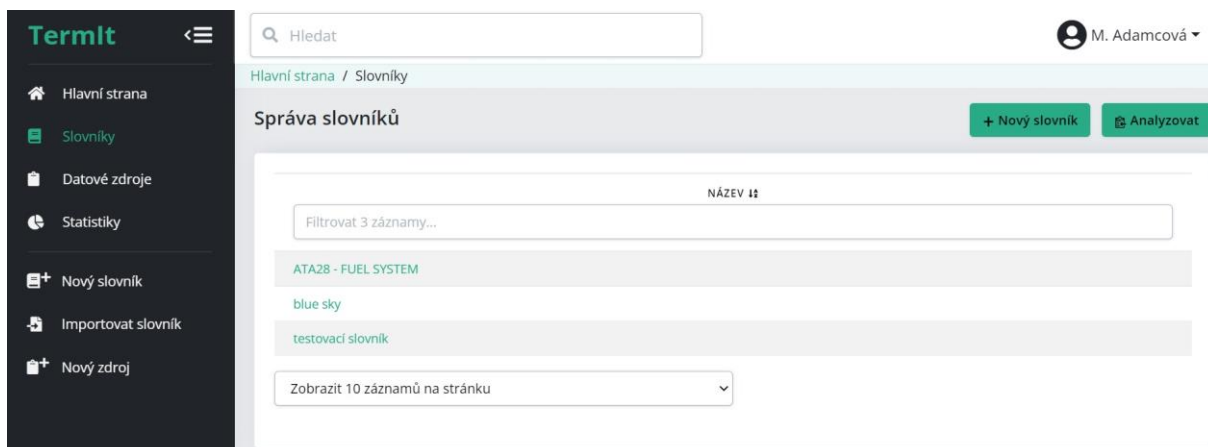 TermIt
Hledat
M. Adamcová
Hlavní strana / Slovníky
Hlavní strana
Slovníky
Datové zdroje
Statistiky
Nový slovník
Importovat slovník
Nový zdroj
Správa slovníků
+ Nový slovník
Analyzovat
NÁZEV
Filtrovat 3 záznamy...
ATA28 - FUEL SYSTEM
blue sky
testovací slovník
Zobrazit 10 záznamů na stránku